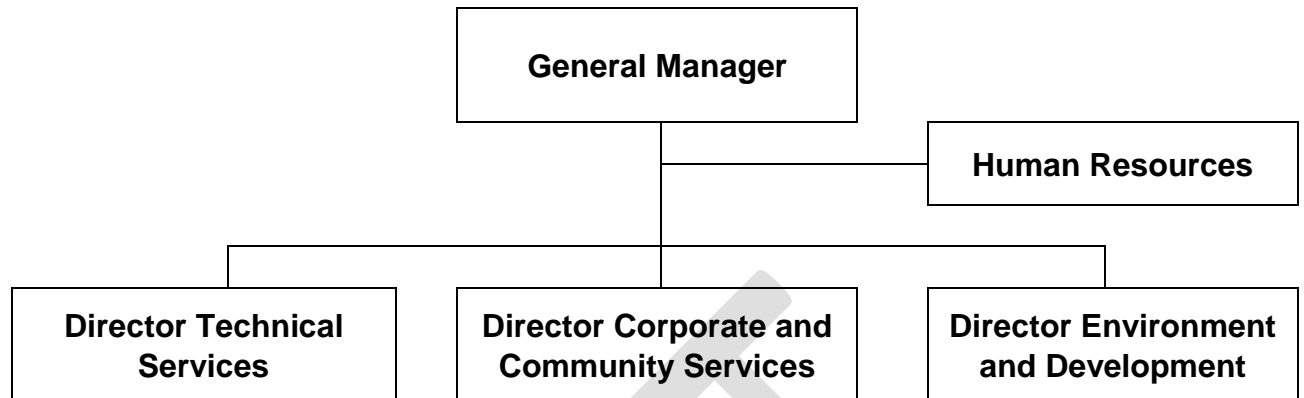 General Manager
Human Resources
Director Technical
Services
Director Corporate and
Community Services
Director Environment
and Development